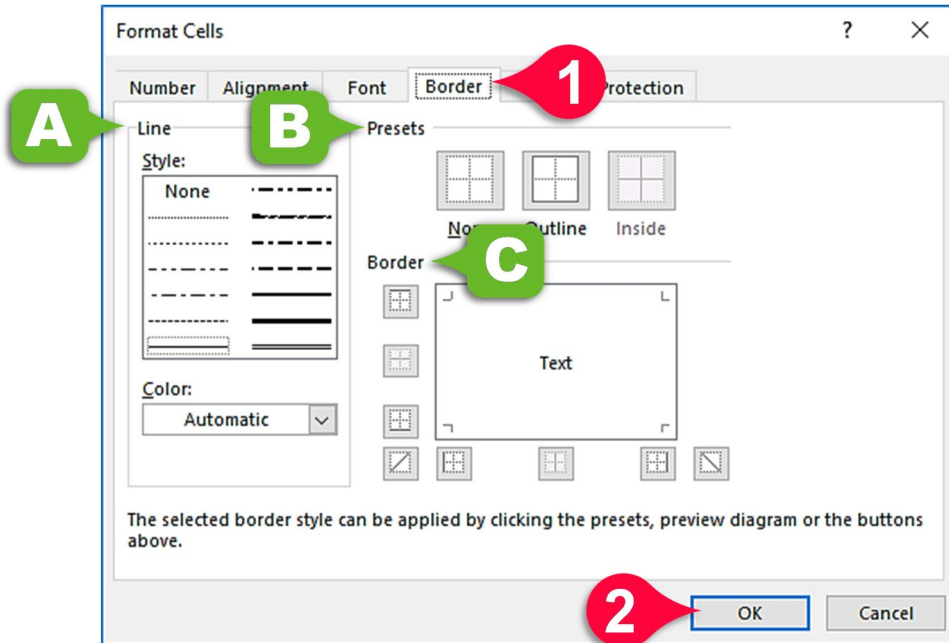 Format Cells ? ×
Number Alignment Font Border 1 Protection
A Line B Presets
Style:
None
Outline Inside
Border C
Text
Color:
Automatic
The selected border style can be applied by clicking the presets, preview diagram or the buttons
above.
2 OK Cancel